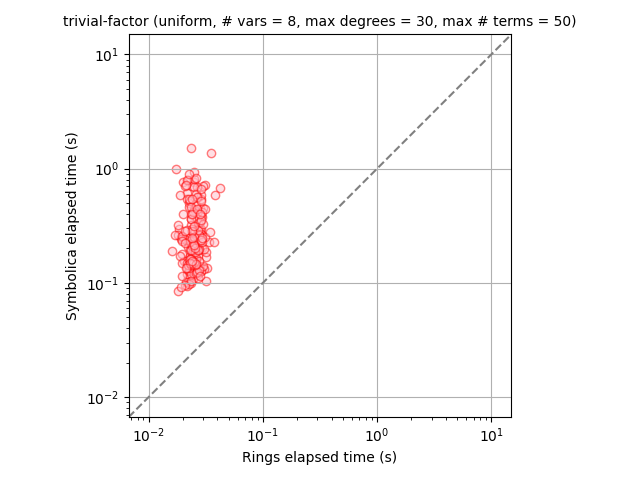 trivial-factor (uniform, # vars = 8, max degrees = 30, max # terms = 50)
Symbolica elapsed time (s)
10¹
10⁰
10⁻¹
10⁻²
10⁻²
10⁻¹
10⁰
10¹
Rings elapsed time (s)